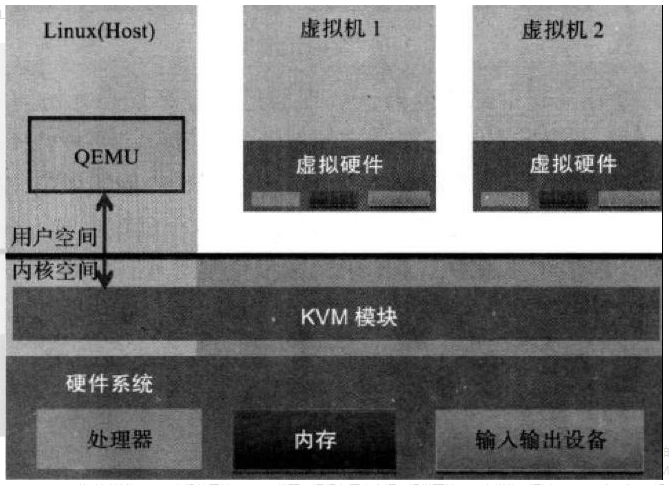 Linux(Host)
虚拟机 1
虚拟机 2
QEMU
虚拟硬件
虚拟硬件
用户空间
内核空间
KVM 模块
硬件系统
处理器
内存
输入输出设备